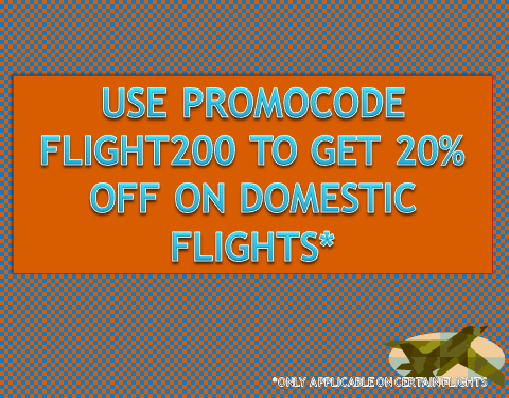 USE PROMOCODE
FLIGHT200 TO GET 20%
OFF ON DOMESTIC
FLIGHTS*
*ONLY APPLICABLE ON CERTAIN FLIGHTS